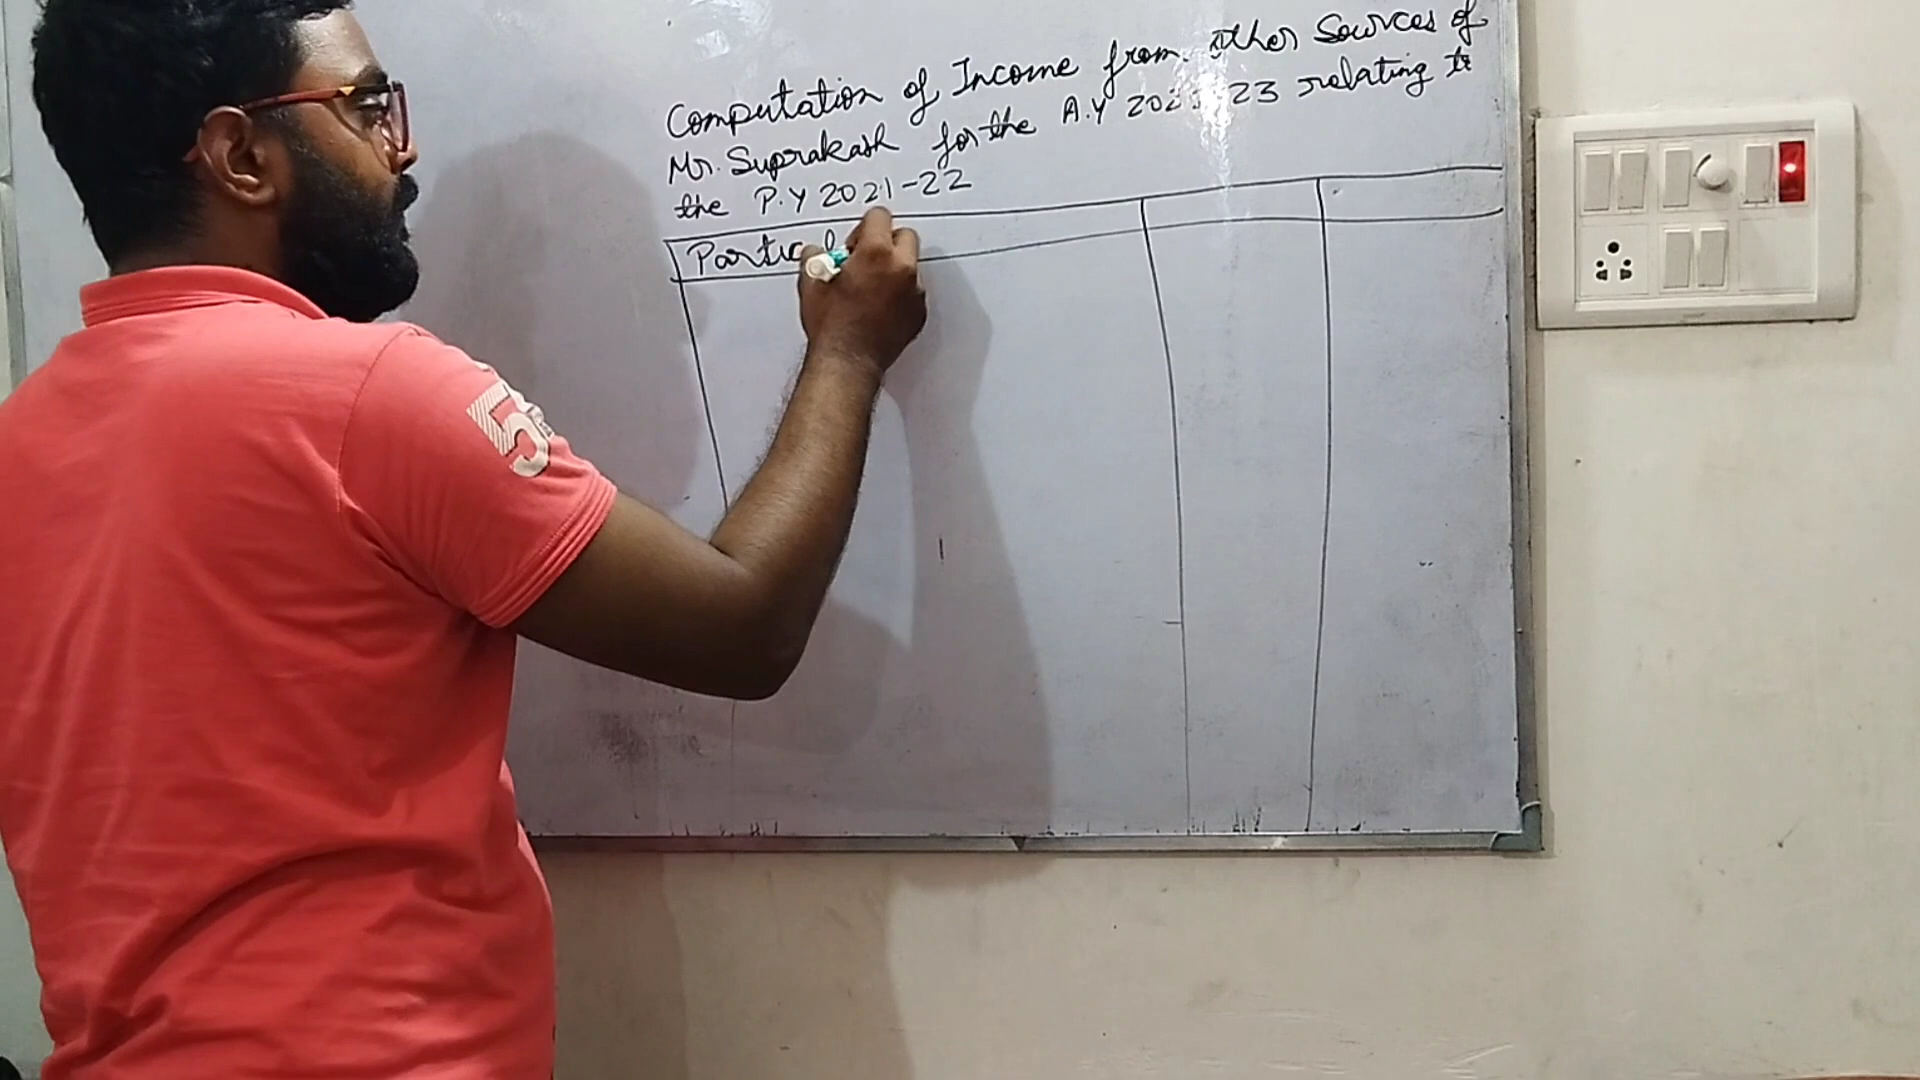 Computation of Income from Other Sources of
Mr. Suprakash for the A.Y 2022-23 relating to
the P.Y 2021-22
Particul
5